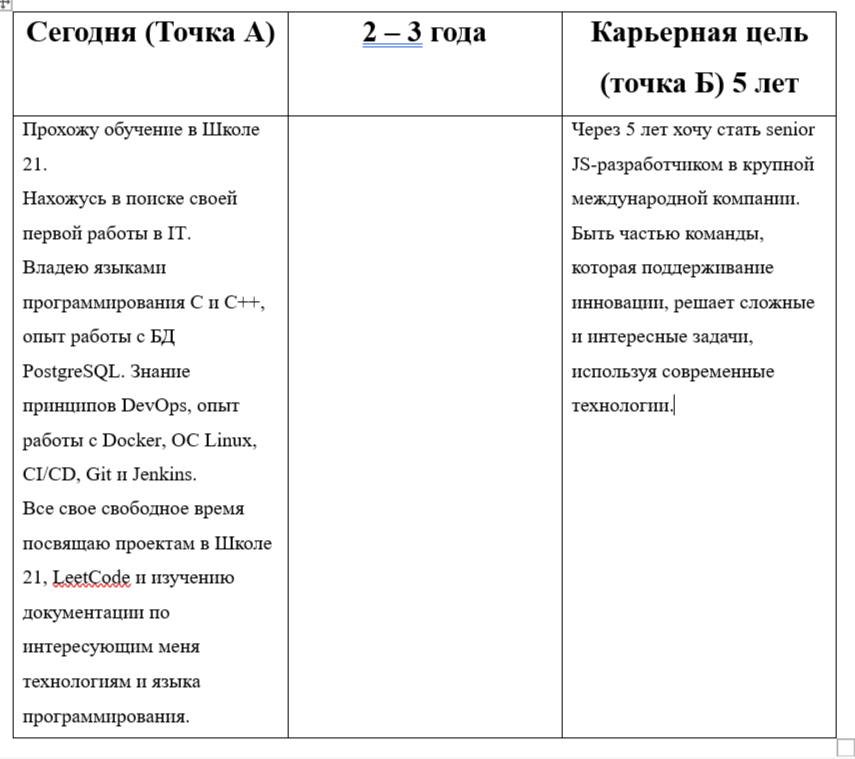 Сегодня (Точка А)
2 – 3 года
Карьерная цель
(точка Б) 5 лет
Прохожу обучение в Школе
21.
Нахожусь в поиске своей
первой работы в IT.
Владею языками
программирования С и С++,
опыт работы с БД
PostgreSQL. Знание
принципов DevOps, опыт
работы с Docker, ОС Linux,
CI/CD, Git и Jenkins.
Все свое свободное время
посвящаю проектам в Школе
21, LeetCode и изучению
документации по
интересующим меня
технологиям и языка
программирования.
Через 5 лет хочу стать senior
JS-разработчиком в крупной
международной компании.
Быть частью команды,
которая поддерживание
инновации, решает сложные
и интересные задачи,
используя современные
технологии.